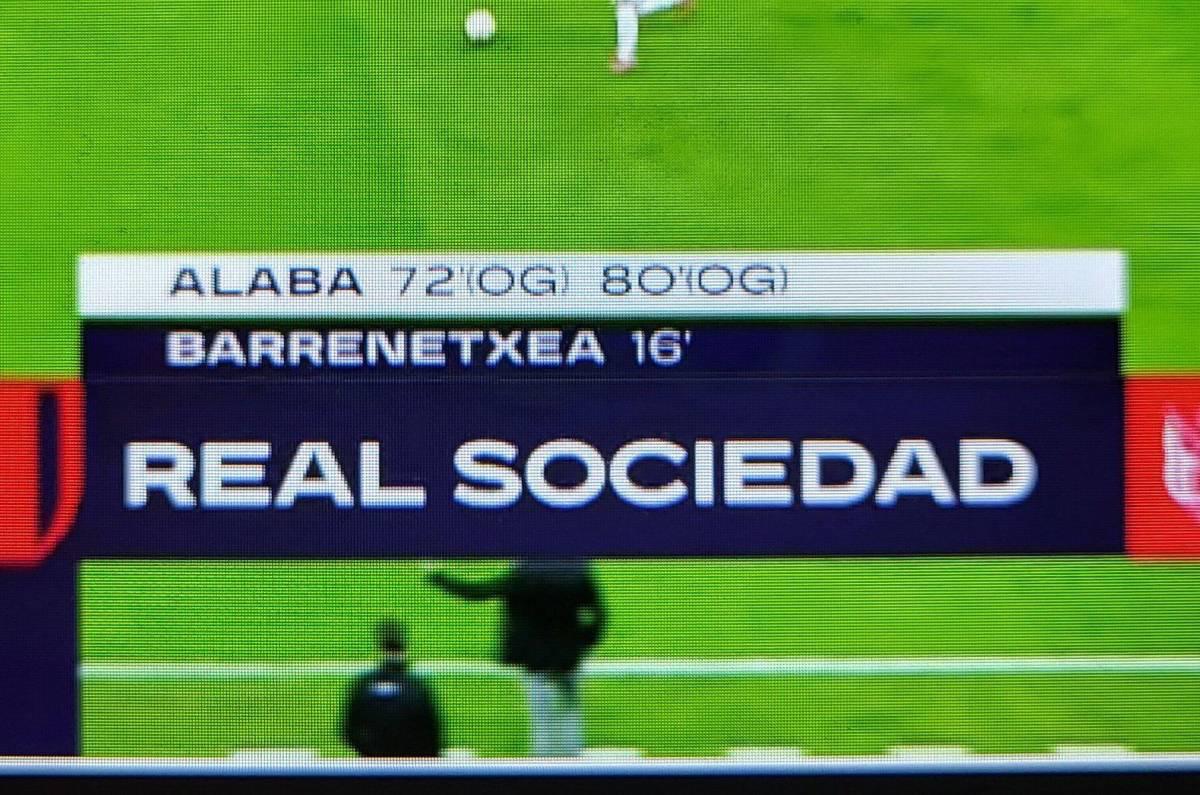 ALABA 72'(OG) 80'(OG)
BARRENETXEA 16'
REAL SOCIEDAD